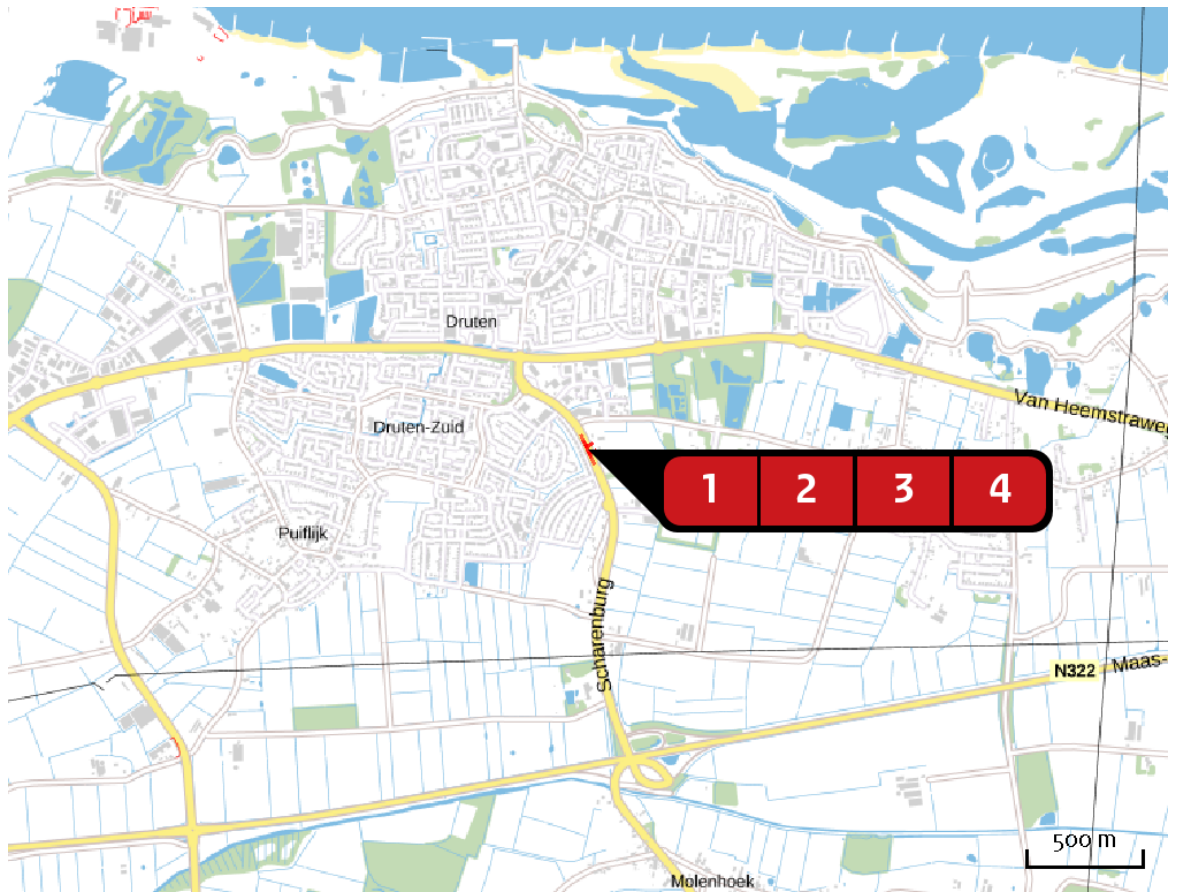 Druten
Van Heemstraweg
Druten-Zuid
1 2 3 4
Puiflijk
Scharenburg
N322 Maas-
500 m
Molenhoek